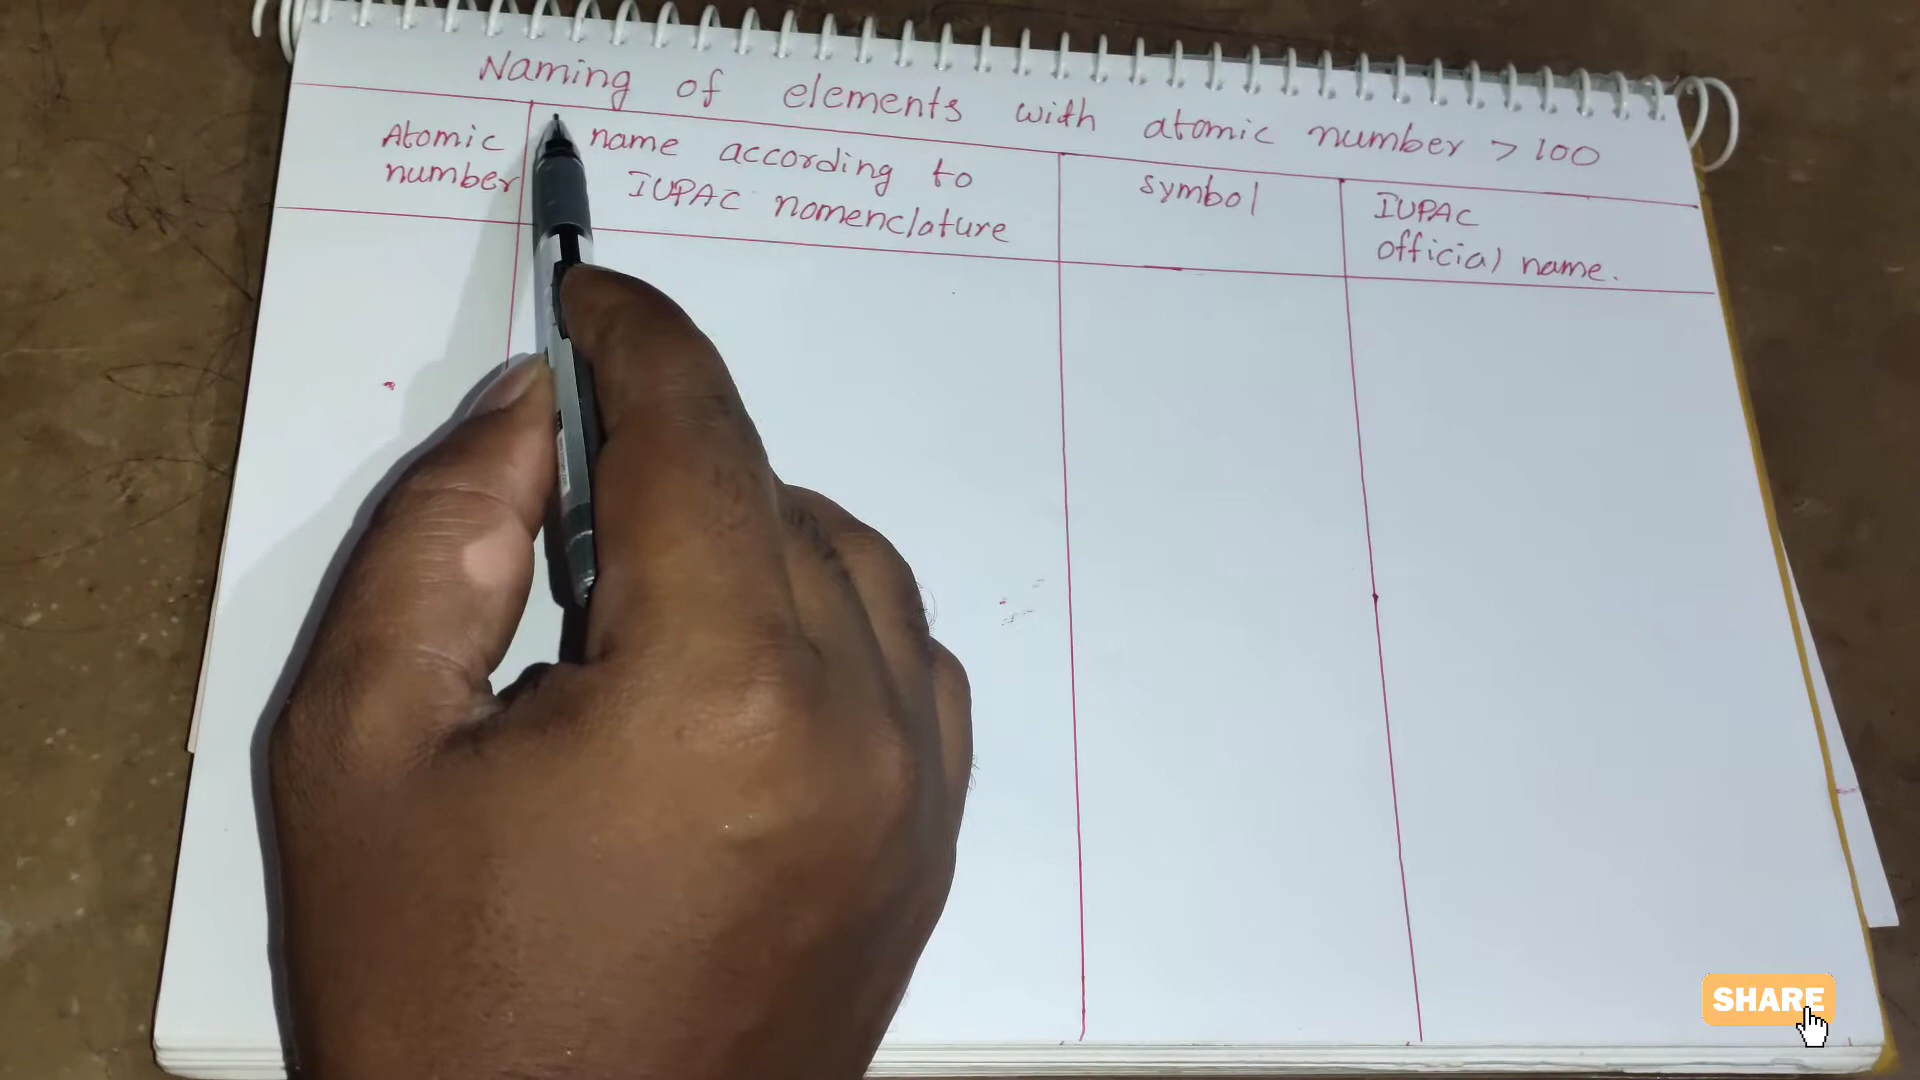 Naming of elements with atomic number > 100
Atomic
number
name according to
IUPAC nomenclature
symbol
IUPAC
official name.
SHARE